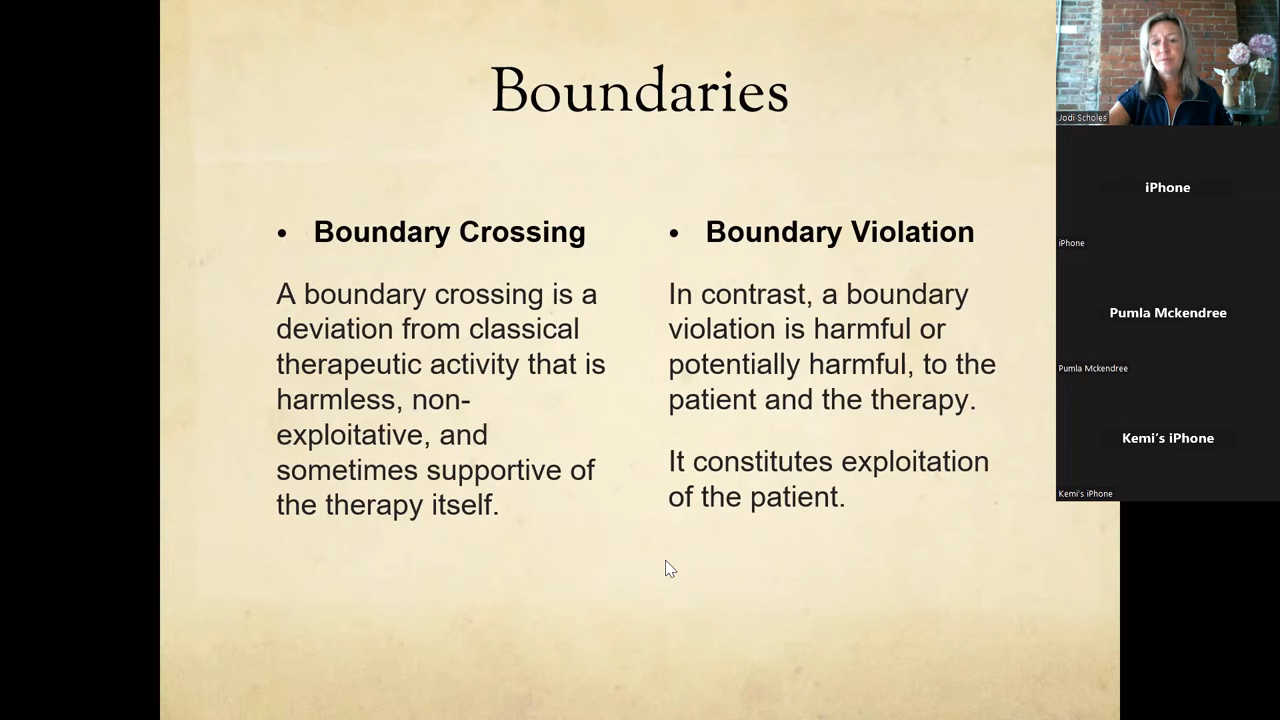 Boundaries
• Boundary Crossing
A boundary crossing is a
deviation from classical
therapeutic activity that is
harmless, non-
exploitative, and
sometimes supportive of
the therapy itself.
• Boundary Violation
In contrast, a boundary
violation is harmful or
potentially harmful, to the
patient and the therapy.
It constitutes exploitation
of the patient.
Jodi Scholes
iPhone
iPhone
Pumla Mckendree
Pumla Mckendree
Kemi's iPhone
Kemi's iPhone